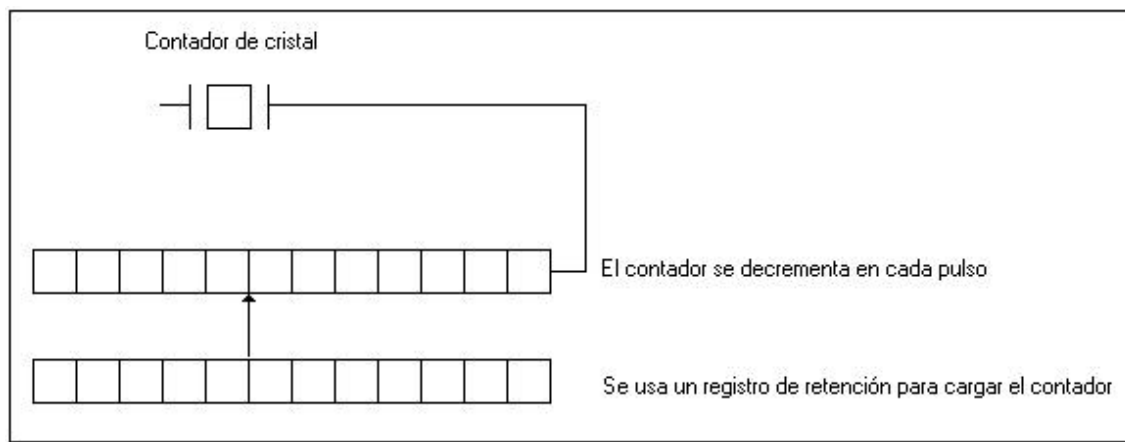 Contador de cristal
El contador se decrementa en cada pulso
Se usa un registro de retención para cargar el contador